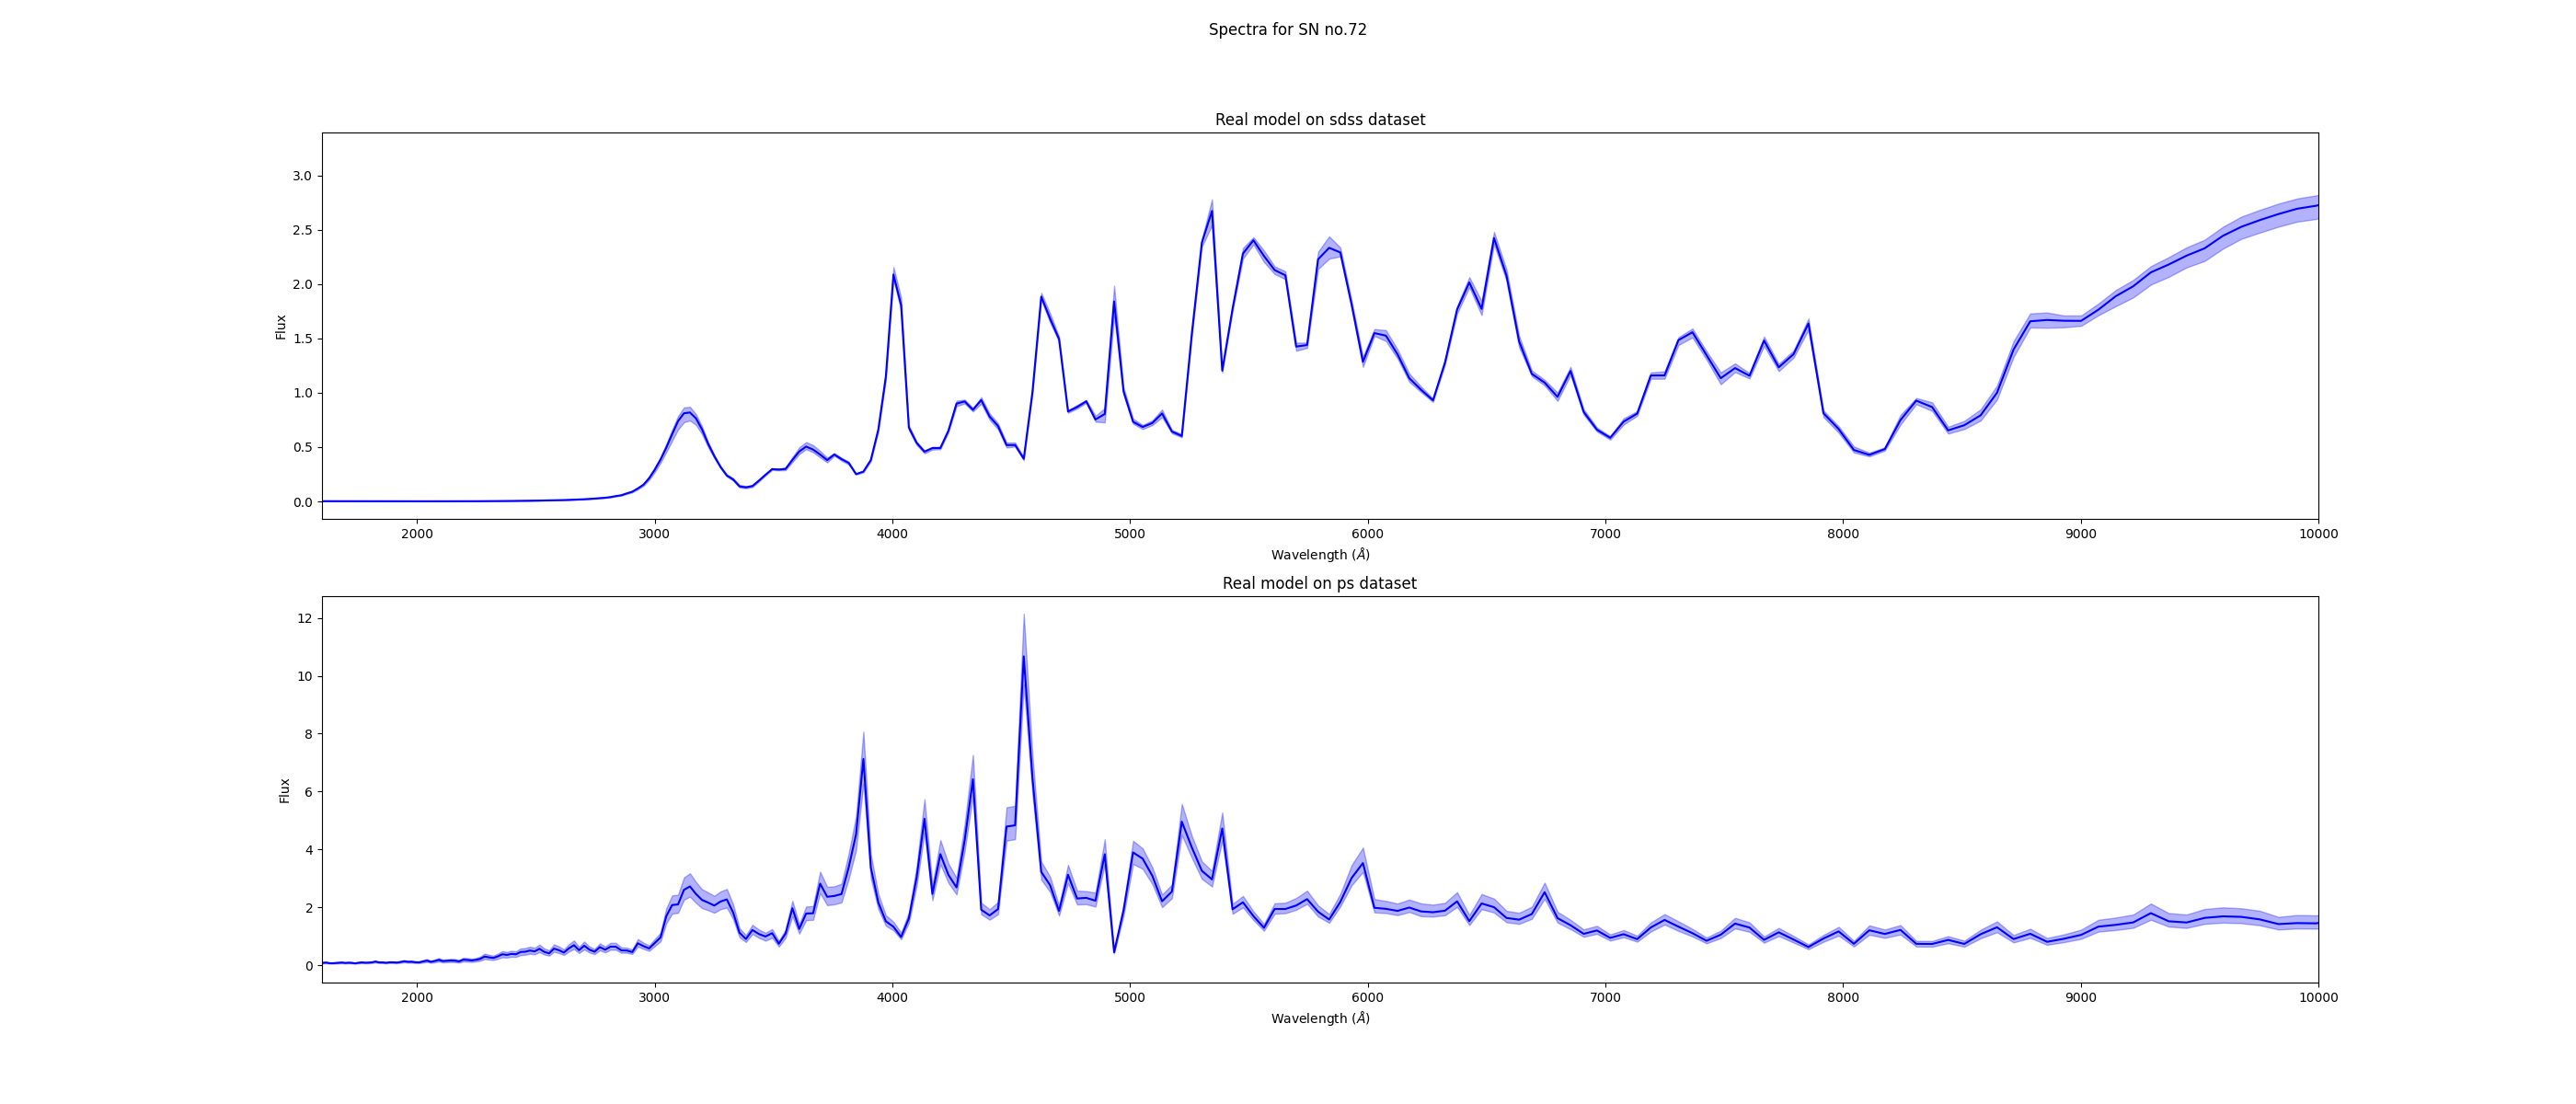 Spectra for SN no.72
Real model on sdss dataset
3.0
2.5
2.0
1.5
1.0
0.5
0.0
Flux
2000 3000 4000 5000 6000 7000 8000 9000 10000
Wavelength (Å)
Real model on ps dataset
12
10
8
6
4
2
0
Flux
2000 3000 4000 5000 6000 7000 8000 9000 10000
Wavelength (Å)